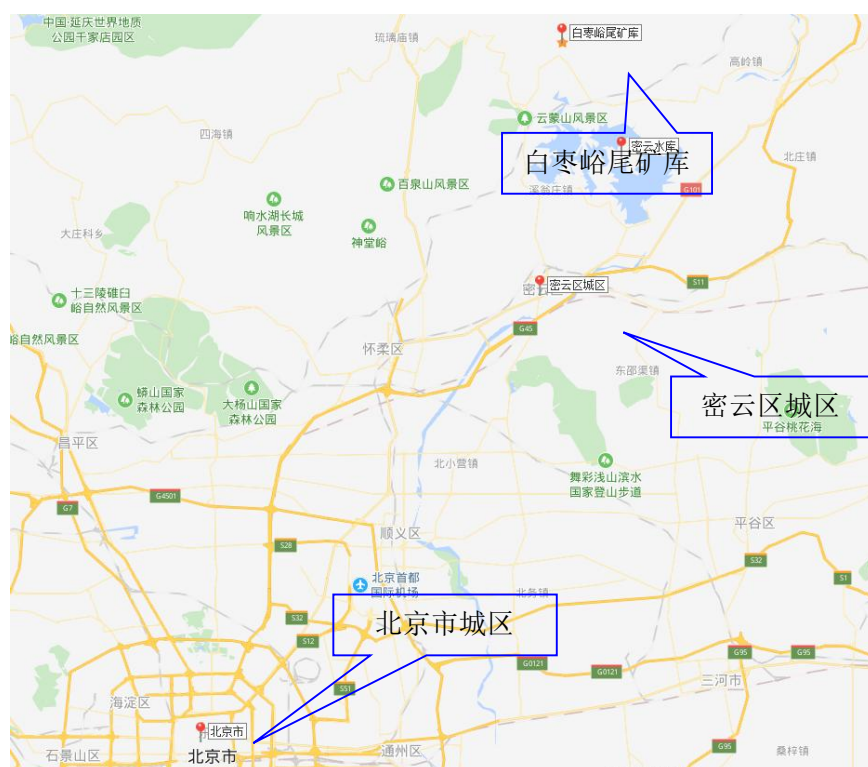 中国·延庆世界地质
公园千家店园区
琉璃庙镇
白枣峪尾矿库
高岭镇
云蒙山风景区
四海镇
密云水库
白枣峪尾矿库
北庄镇
百泉山风景区
溪翁庄镇
G101
响水湖长城
风景区
神堂峪
大庄科乡
密云区
密云区城区
S11
十三陵碓臼
峪自然风景区
G45
峪自然风景区
怀柔区
东邵渠镇
蟒山国家
森林公园
大杨山国家
森林公园
密云区城区
平谷桃花海
昌平区
北小营镇
舞彩浅山滨水
国家登山步道
G4501
G7
顺义区
平谷区
S28
S32
北京首都
国际机场
S1
北务镇
S32
北京市城区
S12
G95
G95
G0121
G0121
三河市
S51
海淀区
北京市
G95
石景山区
北京市
通州区
桑梓镇